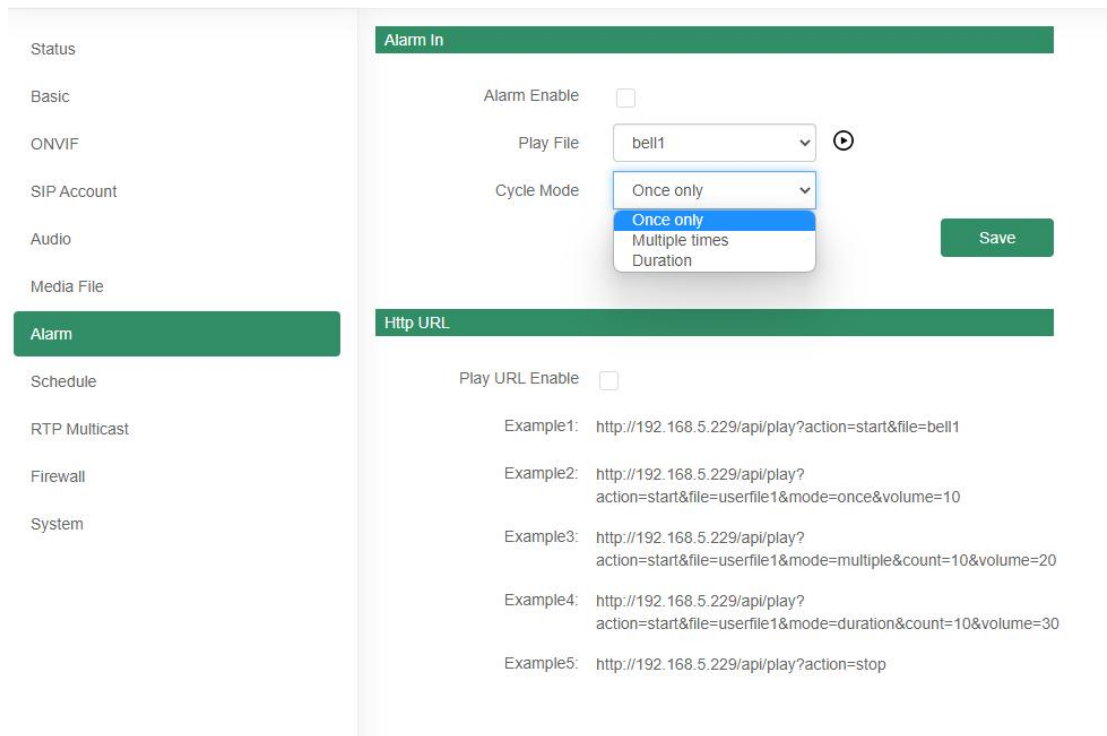 Status
Basic
ONVIF
SIP Account
Audio
Media File
Alarm
Schedule
RTP Multicast
Firewall
System
Alarm In
Alarm Enable
Play File bell1
Cycle Mode Once only
Once only
Multiple times
Duration
Save
Http URL
Play URL Enable
Example1: http://192.168.5.229/api/play?action=start&file=bell1
Example2: http://192.168.5.229/api/play?
action=start&file=userfile1&mode=once&volume=10
Example3: http://192.168.5.229/api/play?
action=start&file=userfile1&mode=multiple&count=10&volume=20
Example4: http://192.168.5.229/api/play?
action=start&file=userfile1&mode=duration&count=10&volume=30
Example5: http://192.168.5.229/api/play?action=stop